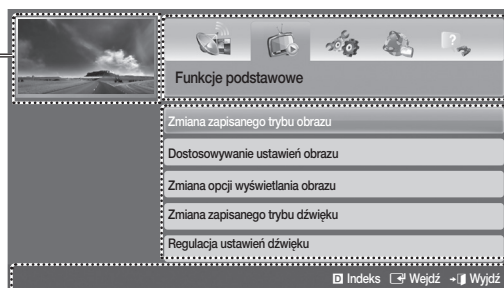 Funkcje podstawowe
Zmiana zapisanego trybu obrazu
Dostosowywanie ustawień obrazu
Zmiana opcji wyświetlania obrazu
Zmiana zapisanego trybu dźwięku
Regulacja ustawień dźwięku
D Indeks Wejdź Wyjdź